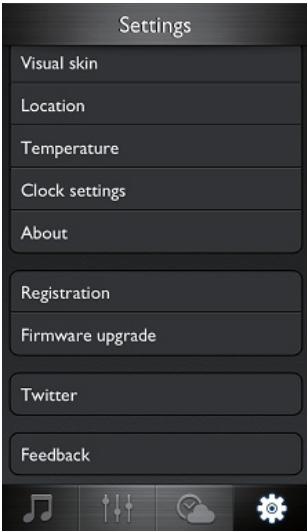 Settings
Visual skin
Location
Temperature
Clock settings
About
Registration
Firmware upgrade
Twitter
Feedback